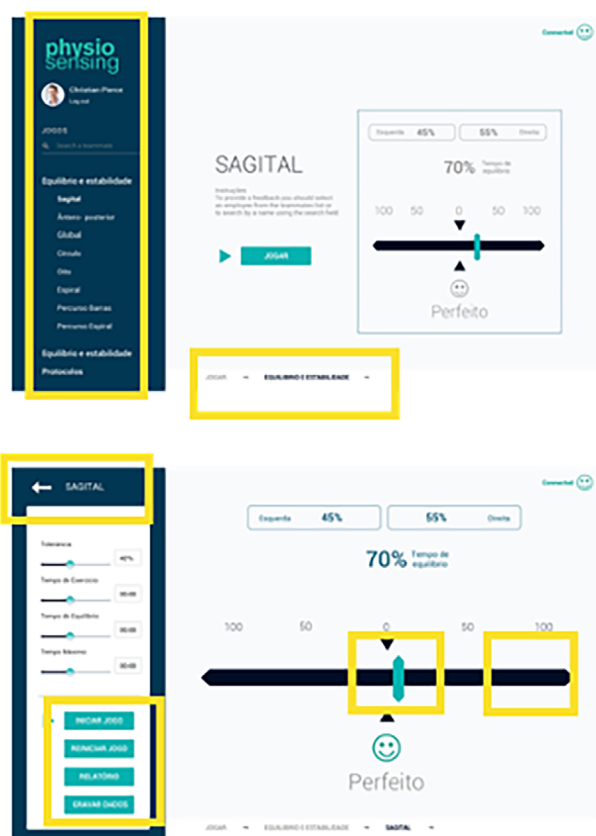 physio
sensing
Connected
Christian Pierce
Log out
JOGOS
Search a teammate
Equilíbrio e estabilidade
Sagital
Ântero- posterior
Global
Círculo
Oito
Espiral
Percurso Barras
Percurso Espiral
Equilíbrio e estabilidade
Protocolos
SAGITAL
Instruções
To provide a feedback you should select
an employee from the teammates list or
to search by a name using the search field
JOGAR
Esquerda 45% 55% Direita
70% Tempo de
equilíbrio
100 50 0 50 100
Perfeito
JOGAR EQUILIBRIO E ESTABILIDADE
SAGITAL
Connected
Tolerancia
40%
Tempo de Exercício
00:00
Tempo de Equilíbrio
00:00
Tempo Máximo
00:00
INICIAR JOGO
REINICIAR JOGO
RELATÓRIO
GRAVAR DADOS
Esquerda 45% 55% Direita
70% Tempo de
equilíbrio
100 50 0 50 100
Perfeito
JOGAR EQUILIBRIO E ESTABILIDADE SAGITAL